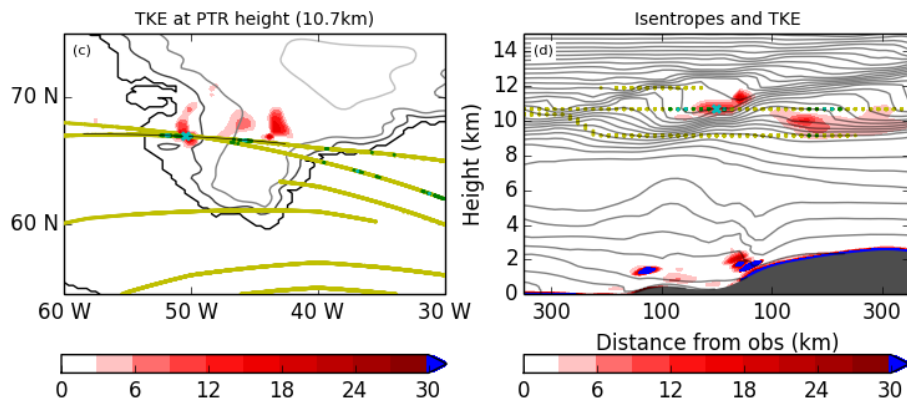 TKE at PTR height (10.7km)
(c)
70 N
60 N
60 W
50 W
40 W
30 W
0
6
12
18
24
30
Isentropes and TKE
(d)
Height (km)
14
12
10
8
6
4
2
0
300
100
100
300
Distance from obs (km)
0
6
12
18
24
30